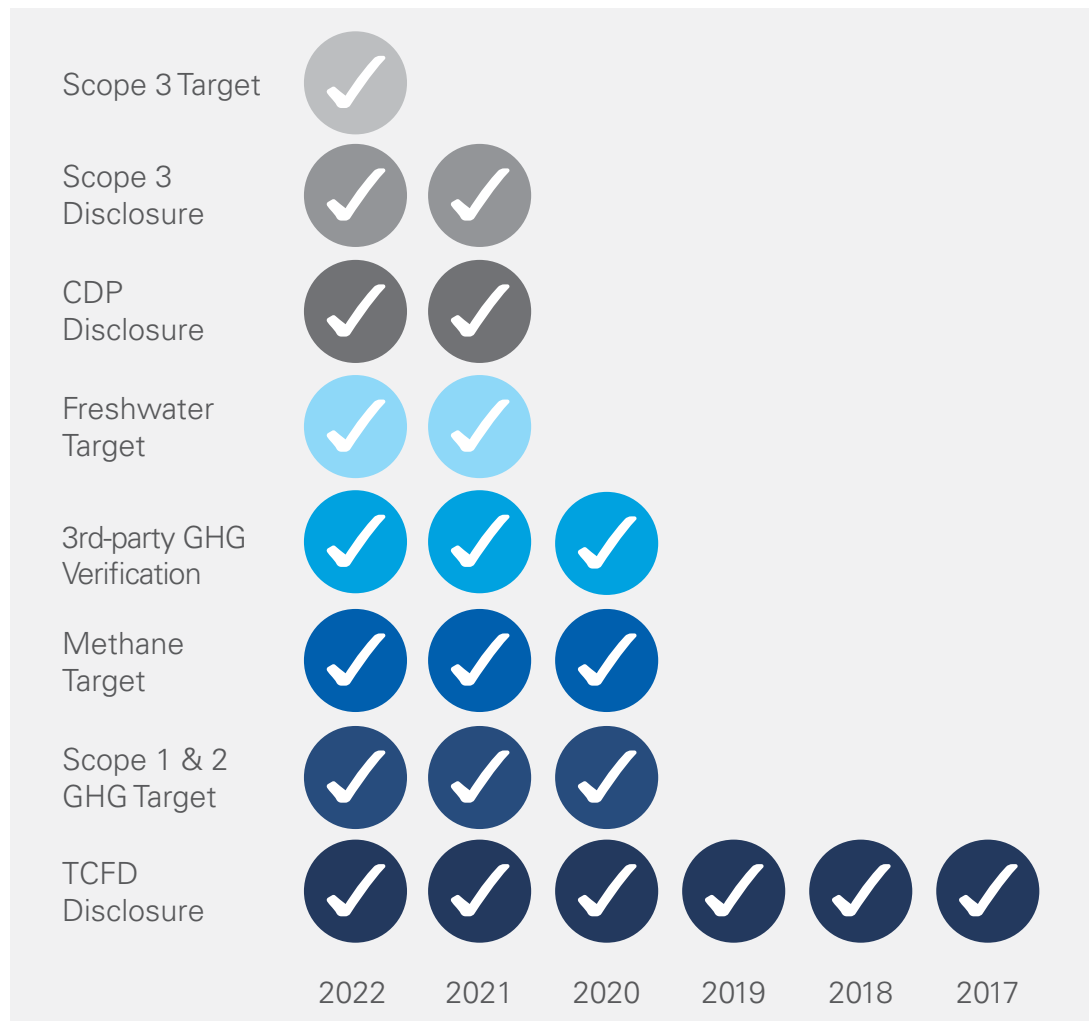 Scope 3 Target
Scope 3
Disclosure
CDP
Disclosure
Freshwater
Target
3rd-party GHG
Verification
Methane
Target
Scope 1 & 2
GHG Target
TCFD
Disclosure
2022 2021 2020 2019 2018 2017